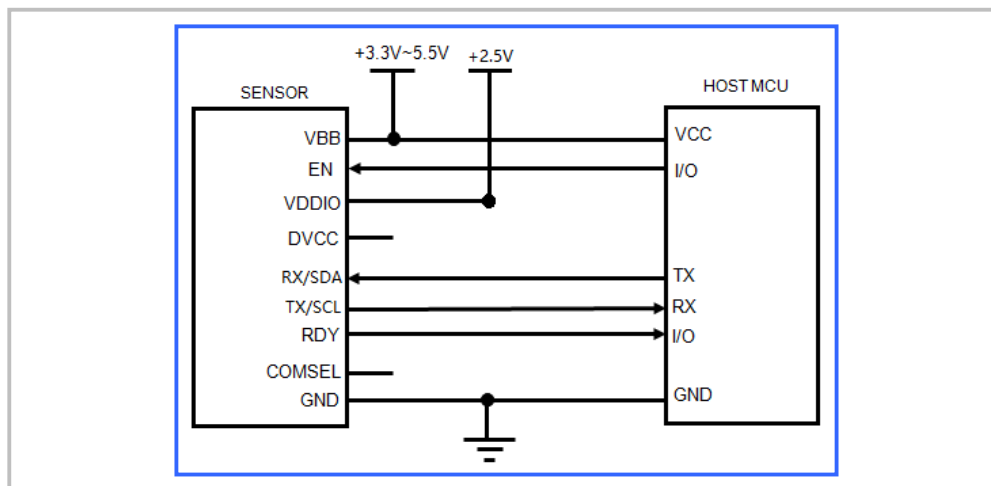 +3.3V~5.5V
+2.5V
SENSOR
HOST MCU
VBB
VCC
EN
I/O
VDDIO
DVCC
RX/SDA
TX
TX/SCL
RX
RDY
I/O
COMSEL
GND
GND